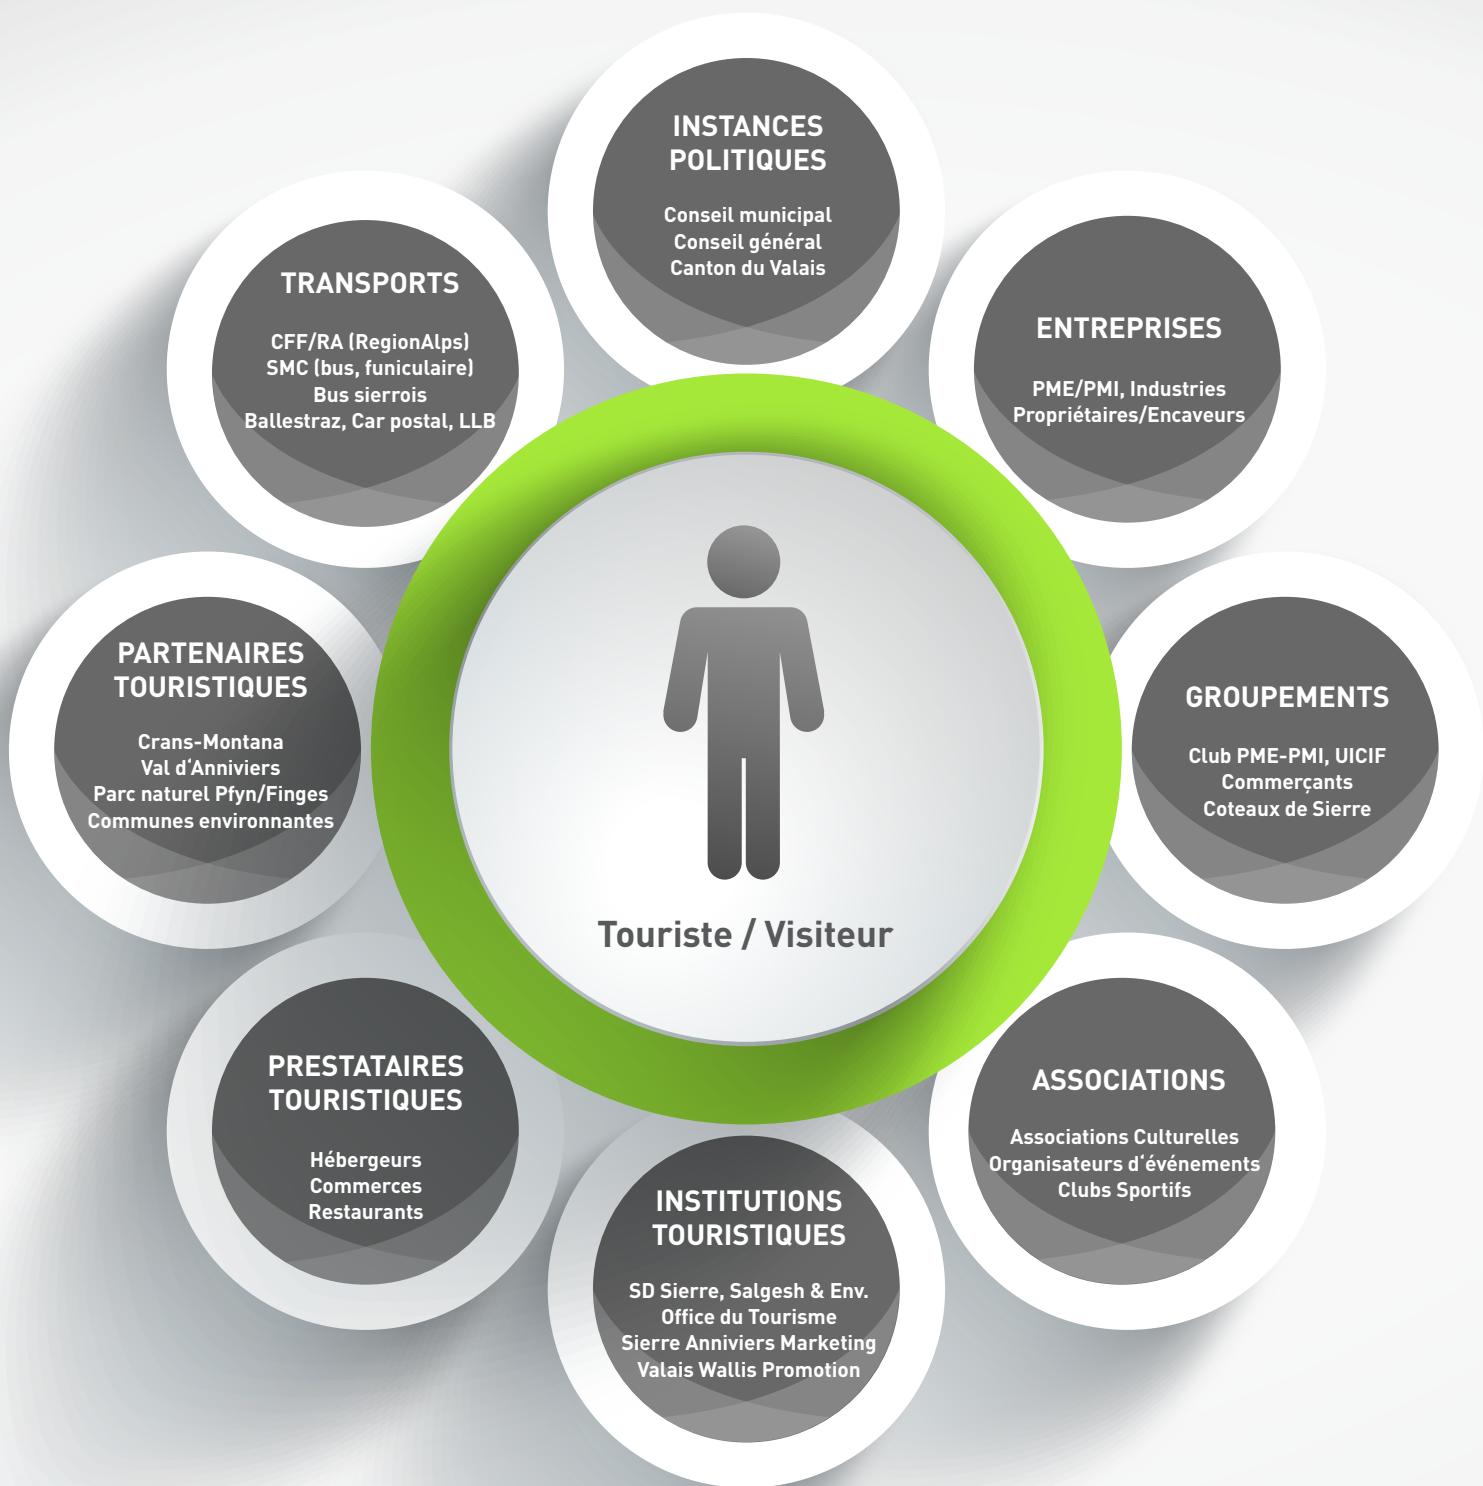 INSTANCES
POLITIQUES
Conseil municipal
Conseil général
Canton du Valais
TRANSPORTS
CFF/RA (RegionAlps)
SMC (bus, funiculaire)
Bus sierrois
Ballestraz, Car postal, LLB
ENTREPRISES
PME/PMI, Industries
Propriétaires/Encaveurs
PARTENAIRES
TOURISTIQUES
Crans-Montana
Val d‘Anniviers
Parc naturel Pfyn/Finges
Communes environnantes
GROUPEMENTS
Club PME-PMI, UICIF
Commerçants
Coteaux de Sierre
Touriste / Visiteur
PRESTATAIRES
TOURISTIQUES
Hébergeurs
Commerces
Restaurants
ASSOCIATIONS
Associations Culturelles
Organisateurs d‘événements
Clubs Sportifs
INSTITUTIONS
TOURISTIQUES
SD Sierre, Salgesh & Env.
Office du Tourisme
Sierre Anniviers Marketing
Valais Wallis Promotion